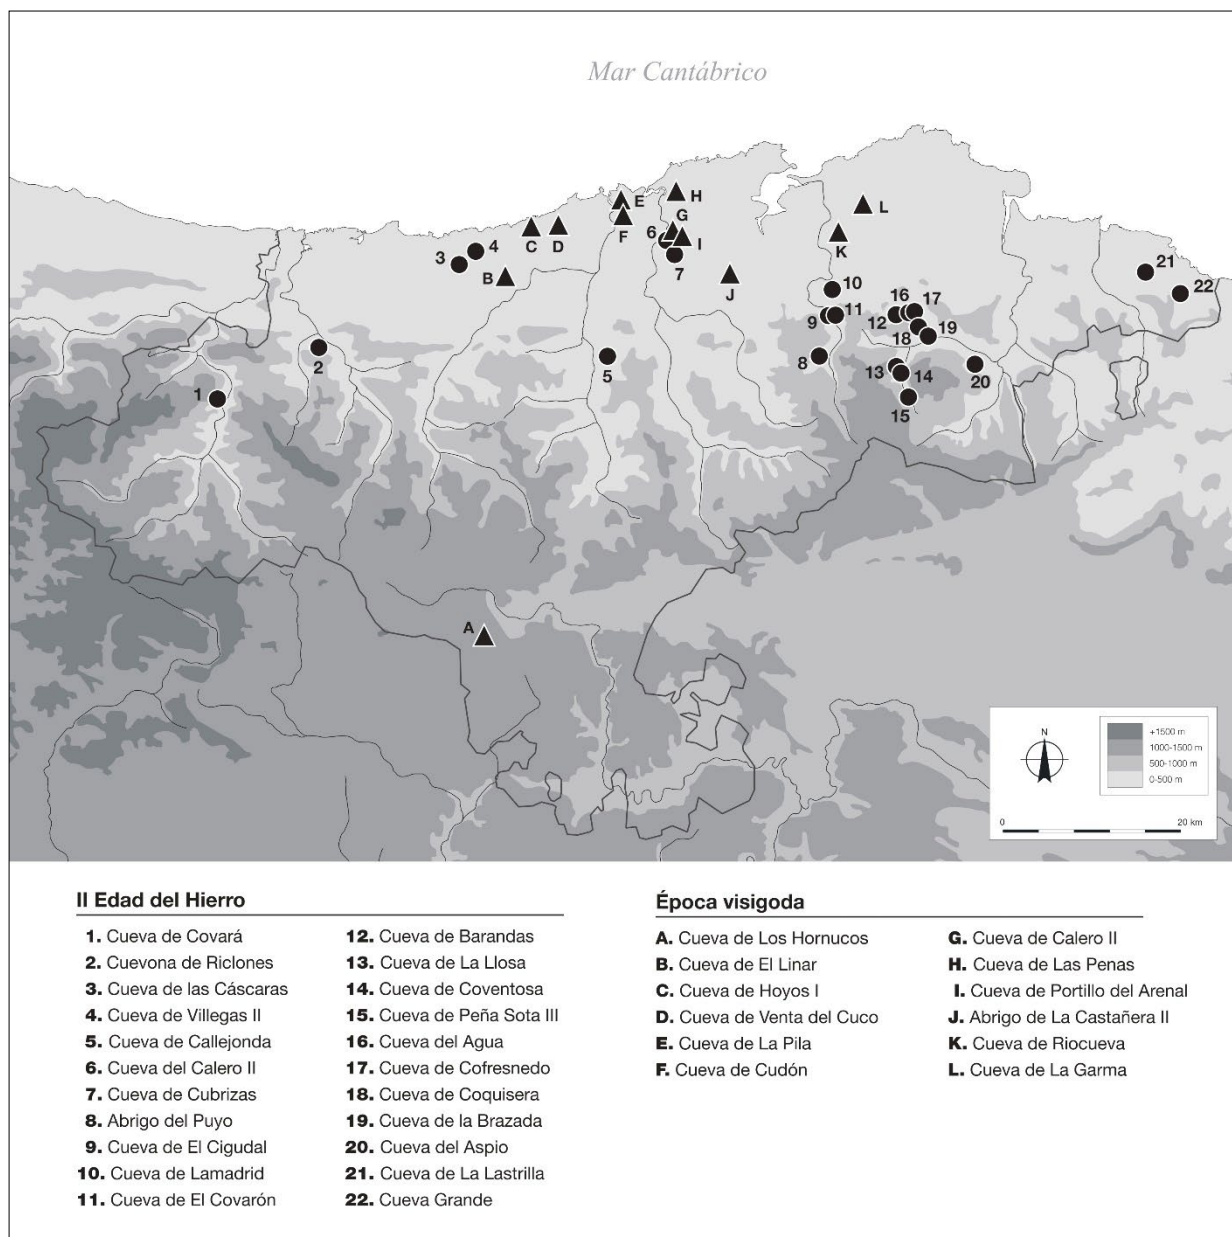 Mar Cantábrico
H
E
L
G
C
D
F
6
I
K
4
3
21
B
7
J
10
22
16
17
9
11
12
18
19
2
5
8
13
14
20
1
15
A
N
+1500 m
1000-1500 m
500-1000 m
0-500 m
0
20 km
II Edad del Hierro
1. Cueva de Covará
2. Cuevona de Riclones
3. Cueva de las Cáscaras
4. Cueva de Villegas II
5. Cueva de Callejonda
6. Cueva del Calero II
7. Cueva de Cubrizas
8. Abrigo del Puyo
9. Cueva de El Cigudal
10. Cueva de Lamadrid
11. Cueva de El Covarón
12. Cueva de Barandas
13. Cueva de La Llosa
14. Cueva de Coventosa
15. Cueva de Peña Sota III
16. Cueva del Agua
17. Cueva de Cofresnedo
18. Cueva de Coquisera
19. Cueva de la Brazada
20. Cueva del Aspio
21. Cueva de La Lastrilla
22. Cueva Grande
Época visigoda
A. Cueva de Los Hornucos
B. Cueva de El Linar
C. Cueva de Hoyos I
D. Cueva de Venta del Cuco
E. Cueva de La Pila
F. Cueva de Cudón
G. Cueva de Calero II
H. Cueva de Las Penas
I. Cueva de Portillo del Arenal
J. Abrigo de La Castañera II
K. Cueva de Riocueva
L. Cueva de La Garma